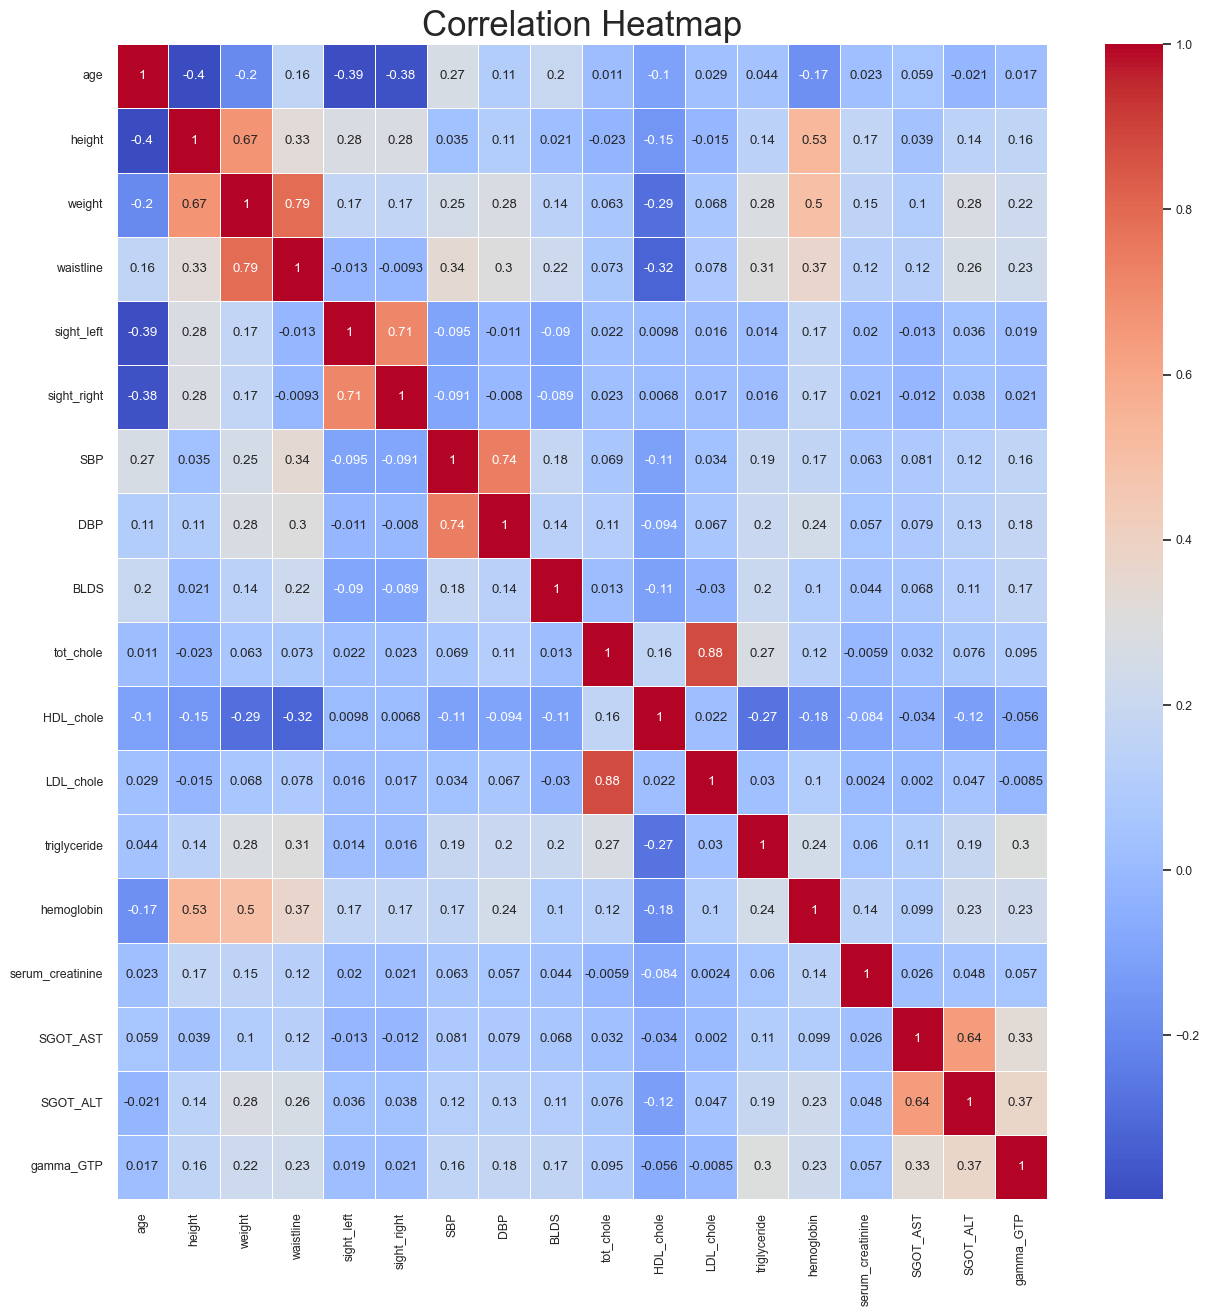 Correlation Heatmap
age 1 -0.4 -0.2 0.16 -0.39 -0.38 0.27 0.11 0.2 0.011 -0.1 0.029 0.044 -0.17 0.023 0.059 -0.021 0.017
height -0.4 1 0.67 0.33 0.28 0.28 0.035 0.11 0.021 -0.023 -0.15 -0.015 0.14 0.53 0.17 0.039 0.14 0.16
weight -0.2 0.67 1 0.79 0.17 0.17 0.25 0.28 0.14 0.063 -0.29 0.068 0.28 0.5 0.15 0.1 0.28 0.22
waistline 0.16 0.33 0.79 1 -0.013 -0.0093 0.34 0.3 0.22 0.073 -0.32 0.078 0.31 0.37 0.12 0.12 0.26 0.23
sight_left -0.39 0.28 0.17 -0.013 1 0.71 -0.095 -0.011 -0.09 0.022 0.0098 0.016 0.014 0.17 0.02 -0.013 0.036 0.019
sight_right -0.38 0.28 0.17 -0.0093 0.71 1 -0.091 -0.008 -0.089 0.023 0.0068 0.017 0.016 0.17 0.021 -0.012 0.038 0.021
SBP 0.27 0.035 0.25 0.34 -0.095 -0.091 1 0.74 0.18 0.069 -0.11 0.034 0.19 0.17 0.063 0.081 0.12 0.16
DBP 0.11 0.11 0.28 0.3 -0.011 -0.008 0.74 1 0.14 0.11 -0.094 0.067 0.2 0.24 0.057 0.079 0.13 0.18
BLDS 0.2 0.021 0.14 0.22 -0.09 -0.089 0.18 0.14 1 0.013 -0.11 -0.03 0.2 0.1 0.044 0.068 0.11 0.17
tot_chole 0.011 -0.023 0.063 0.073 0.022 0.023 0.069 0.11 0.013 1 0.16 0.88 0.27 0.12 -0.0059 0.032 0.076 0.095
HDL_chole -0.1 -0.15 -0.29 -0.32 0.0098 0.0068 -0.11 -0.094 -0.11 0.16 1 0.022 -0.27 -0.18 -0.084 -0.034 -0.12 -0.056
LDL_chole 0.029 -0.015 0.068 0.078 0.016 0.017 0.034 0.067 -0.03 0.88 0.022 1 0.03 0.1 0.0024 0.002 0.047 -0.0085
triglyceride 0.044 0.14 0.28 0.31 0.014 0.016 0.19 0.2 0.2 0.27 -0.27 0.03 1 0.24 0.06 0.11 0.19 0.3
hemoglobin -0.17 0.53 0.5 0.37 0.17 0.17 0.17 0.24 0.1 0.12 -0.18 0.1 0.24 1 0.14 0.099 0.23 0.23
serum_creatinine 0.023 0.17 0.15 0.12 0.02 0.021 0.063 0.057 0.044 -0.0059 -0.084 0.0024 0.06 0.14 1 0.026 0.048 0.057
SGOT_AST 0.059 0.039 0.1 0.12 -0.013 -0.012 0.081 0.079 0.068 0.032 -0.034 0.002 0.11 0.099 0.026 1 0.64 0.33
SGOT_ALT -0.021 0.14 0.28 0.26 0.036 0.038 0.12 0.13 0.11 0.076 -0.12 0.047 0.19 0.23 0.048 0.64 1 0.37
gamma_GTP 0.017 0.16 0.22 0.23 0.019 0.021 0.16 0.18 0.17 0.095 -0.056 -0.0085 0.3 0.23 0.057 0.33 0.37 1
age height weight waistline sight_left sight_right SBP DBP BLDS tot_chole HDL_chole LDL_chole triglyceride hemoglobin serum_creatinine SGOT_AST SGOT_ALT gamma_GTP
1.0
0.8
0.6
0.4
0.2
0.0
−0.2